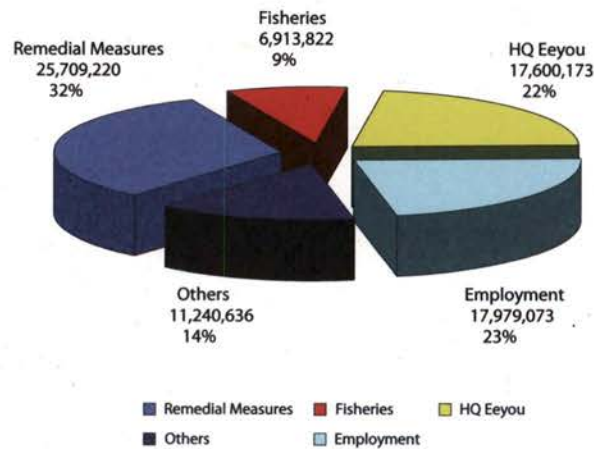 Fisheries
6,913,822
9%
Remedial Measures
25,709,220
32%
HQ Eeyou
17,600,173
22%
Others
11,240,636
14%
Employment
17,979,073
23%
Remedial Measures
Fisheries
HQ Eeyou
Others
Employment